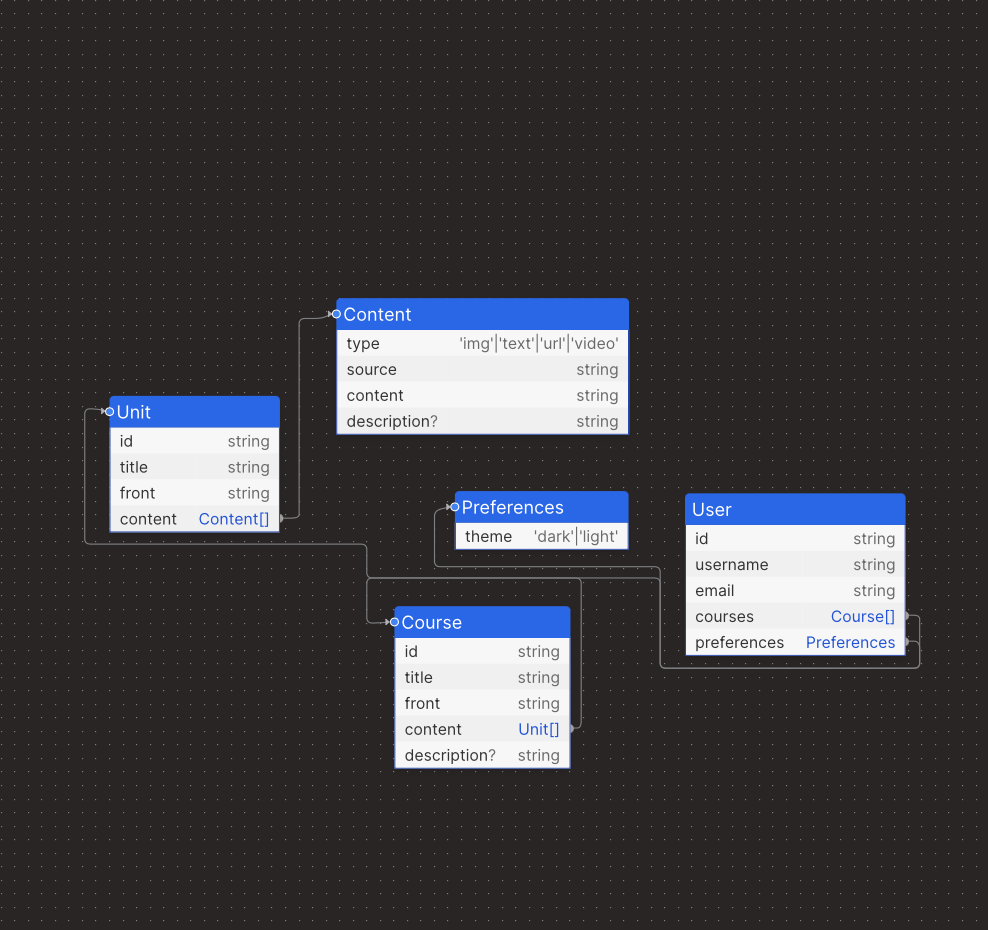 Content
type 'img'|'text'|'url'|'video'
source string
content string
description? string
Unit
id string
title string
front string
content Content[]
Preferences
theme 'dark'|'light'
User
id string
username string
email string
courses Course[]
preferences Preferences
Course
id string
title string
front string
content Unit[]
description? string